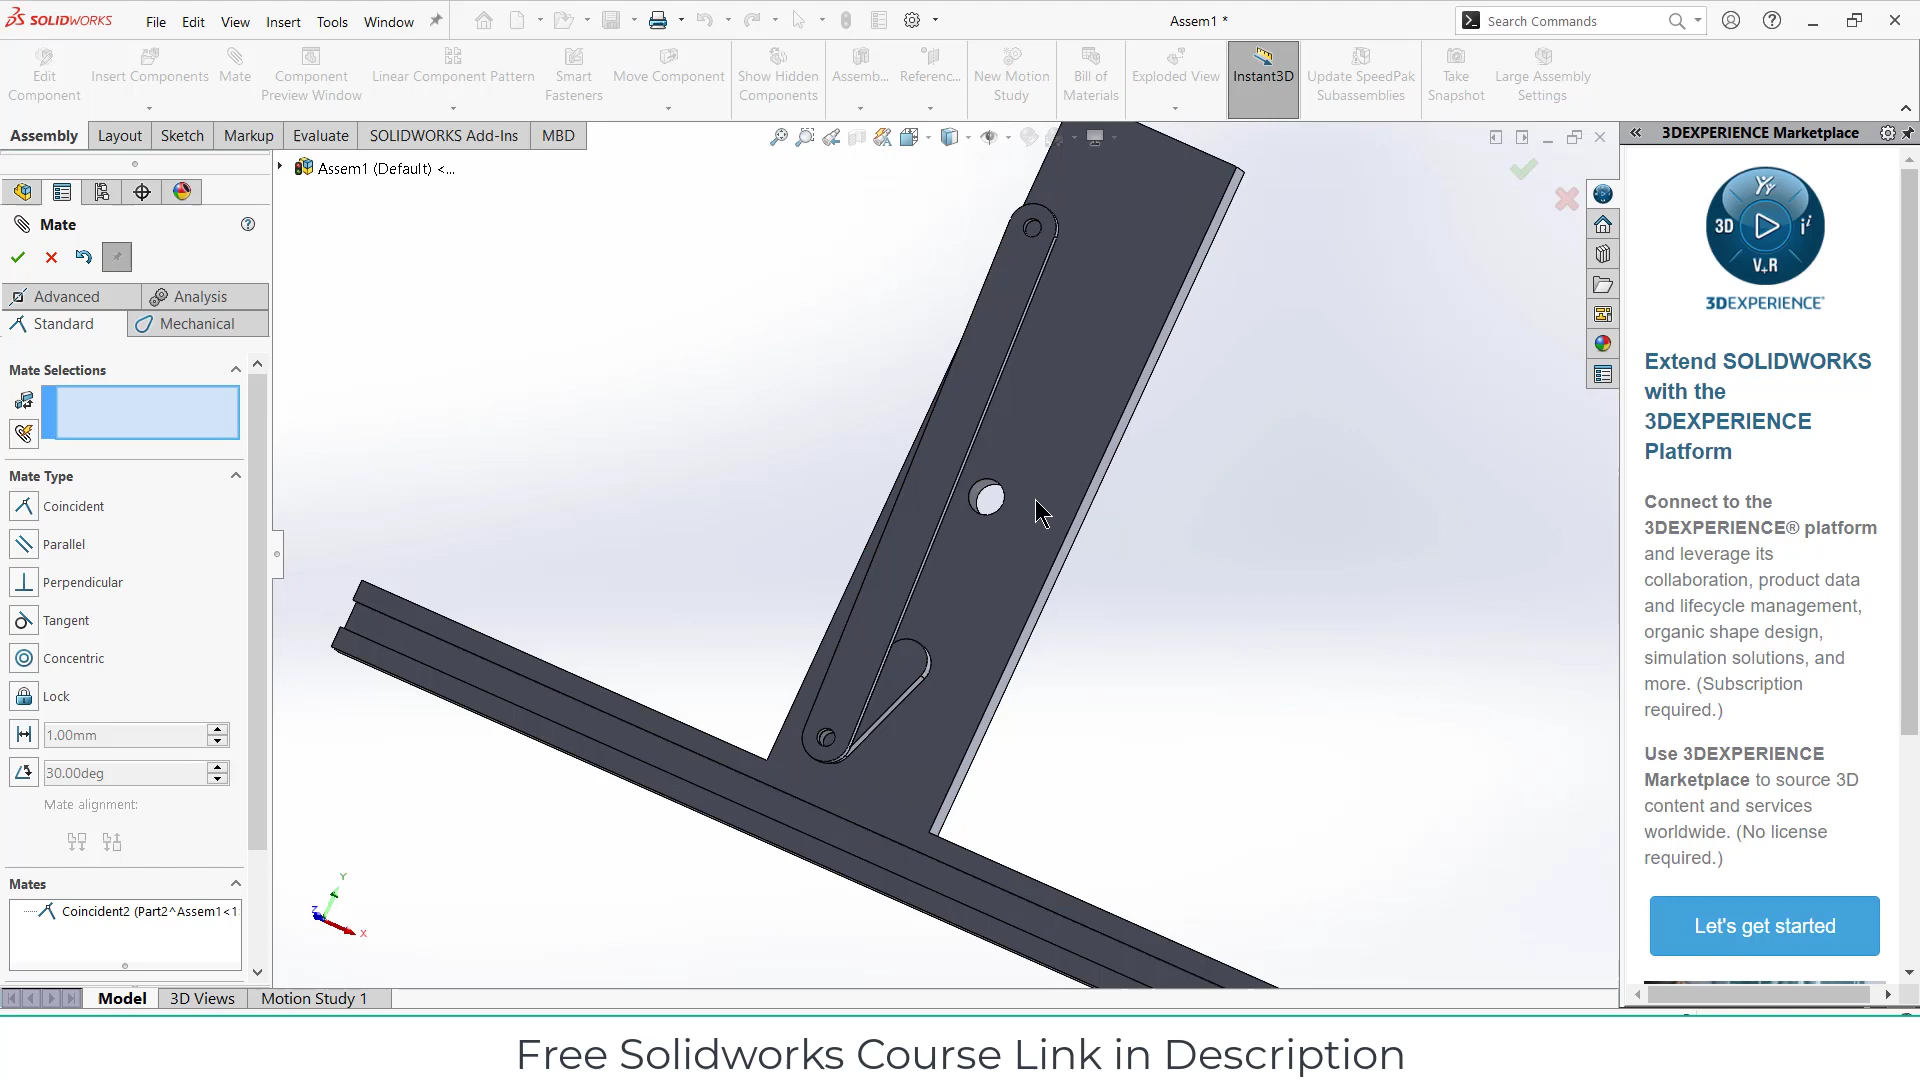 SOLIDWORKS File Edit View Insert Tools Window Assem1 * Search Commands
Edit Component
Insert Components
Mate
Component Preview Window
Linear Component Pattern
Smart Fasteners
Move Component
Show Hidden Components
Assemb...
Referenc...
New Motion Study
Bill of Materials
Exploded View
Instant3D
Update SpeedPak Subassemblies
Take Snapshot
Large Assembly Settings
Assembly Layout Sketch Markup Evaluate SOLIDWORKS Add-Ins MBD
Assem1 (Default) <...
Mate
Advanced Analysis
Standard Mechanical
Mate Selections
Mate Type
Coincident
Parallel
Perpendicular
Tangent
Concentric
Lock
1.00mm
30.00deg
Mate alignment:
Mates
Coincident2 (Part2^Assem1<1
Y
Z
X
Model 3D Views Motion Study 1
3DEXPERIENCE Marketplace
3D
V+R
3DEXPERIENCE
Extend SOLIDWORKS
with the
3DEXPERIENCE
Platform
Connect to the
3DEXPERIENCE® platform
and leverage its
collaboration, product data
and lifecycle management,
organic shape design,
simulation solutions, and
more. (Subscription
required.)
Use 3DEXPERIENCE
Marketplace to source 3D
content and services
worldwide. (No license
required.)
Let's get started
Free Solidworks Course Link in Description